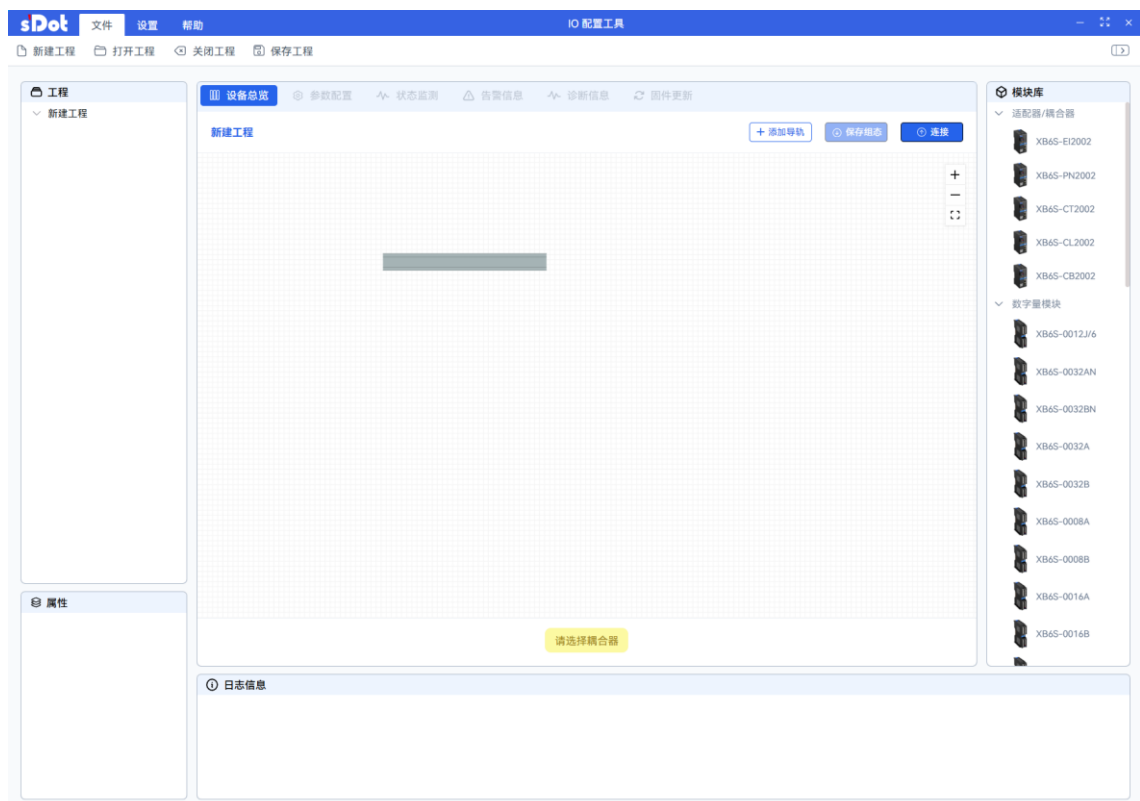 sDot 文件 设置 帮助 IO 配置工具
新建工程 打开工程 关闭工程 保存工程
工程
新建工程
属性
设备总览 参数配置 状态监测 告警信息 诊断信息 固件更新
新建工程 + 添加导轨 保存组态 连接
请选择耦合器
日志信息
模块库
适配器/耦合器
XB6S-EI2002
XB6S-PN2002
XB6S-CT2002
XB6S-CL2002
XB6S-CB2002
数字量模块
XB6S-0012J/6
XB6S-0032AN
XB6S-0032BN
XB6S-0032A
XB6S-0032B
XB6S-0008A
XB6S-0008B
XB6S-0016A
XB6S-0016B